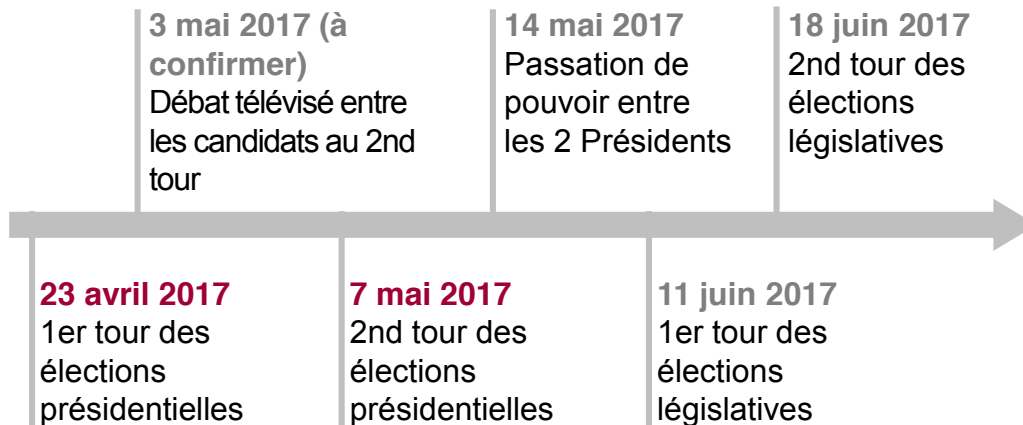 3 mai 2017 (à
confirmer)
Débat télévisé entre
les candidats au 2nd
tour
14 mai 2017
Passation de
pouvoir entre
les 2 Présidents
18 juin 2017
2nd tour des
élections
législatives
23 avril 2017
1er tour des
élections
présidentielles
7 mai 2017
2nd tour des
élections
présidentielles
11 juin 2017
1er tour des
élections
législatives